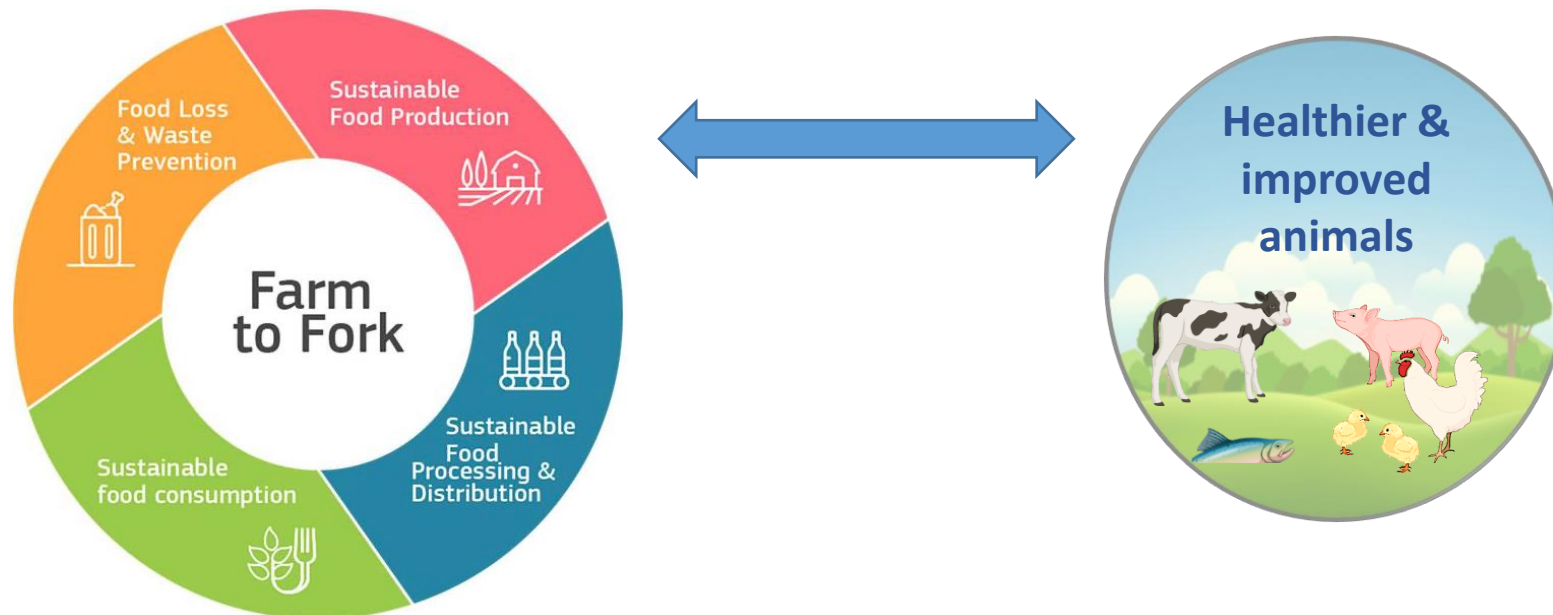 Food Loss
& Waste
Prevention
Sustainable
Food Production
Farm
to Fork
Sustainable
Food
Processing &
Distribution
Sustainable
food consumption
Healthier &
improved
animals